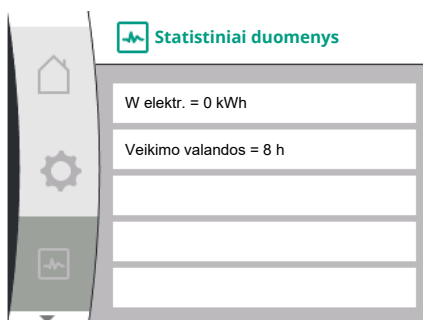 Statistiniai duomenys
W elektr. = 0 kWh
Veikimo valandos = 8 h